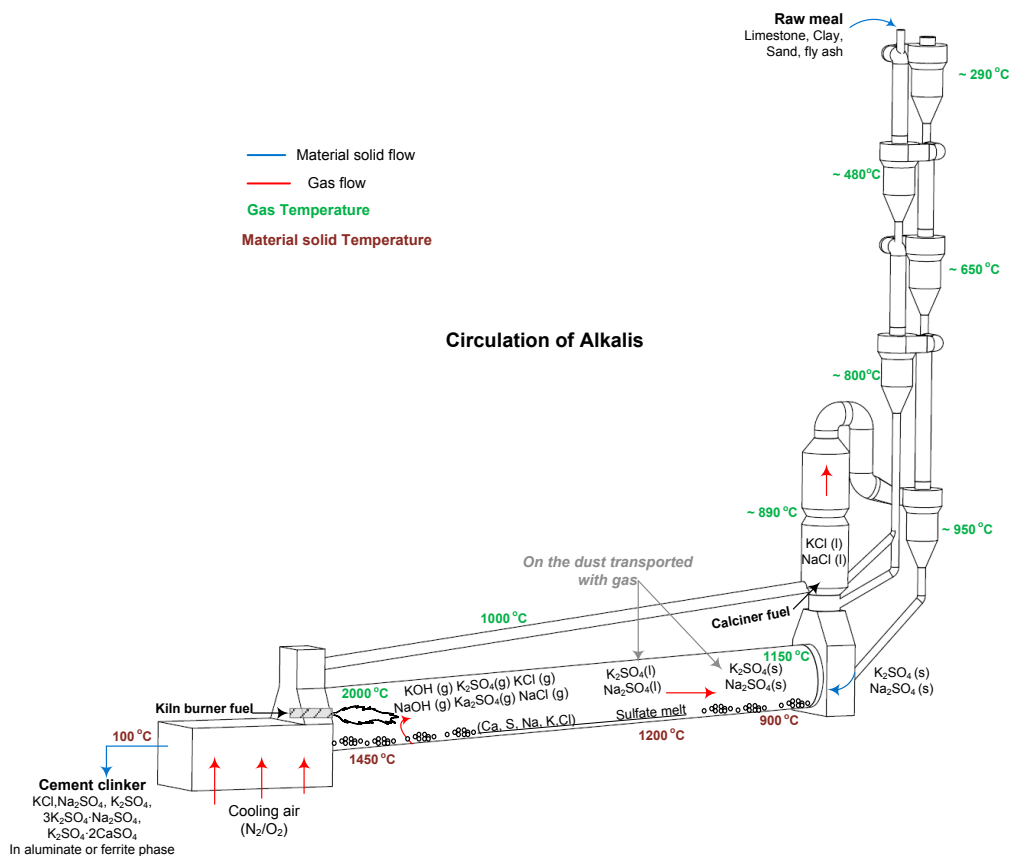 Raw meal
Limestone, Clay,
Sand, fly ash
~ 290 °C
Material solid flow
Gas flow
Gas Temperature
Material solid Temperature
~ 480°C
~ 650°C
Circulation of Alkalis
~ 800°C
~ 890 °C
~ 950°C
KCl (l)
NaCl (l)
On the dust transported
with gas
Calciner fuel
1000 °C
1150 °C
2000 °C
KOH (g) K₂SO₄(g) KCl (g)
NaOH (g) Ka₂SO₄(g) NaCl (g)
K₂SO₄(l)
Na₂SO₄(l)
K₂SO₄(s)
Na₂SO₄(s)
K₂SO₄ (s)
Na₂SO₄ (s)
Kiln burner fuel
(Ca, S, Na, K,Cl)
Sulfate melt
900 °C
1200 °C
1450 °C
100 °C
Cement clinker
KCl,Na₂SO₄, K₂SO₄,
3K₂SO₄·Na₂SO₄,
K₂SO₄·2CaSO₄
In aluminate or ferrite phase
Cooling air
(N₂/O₂)